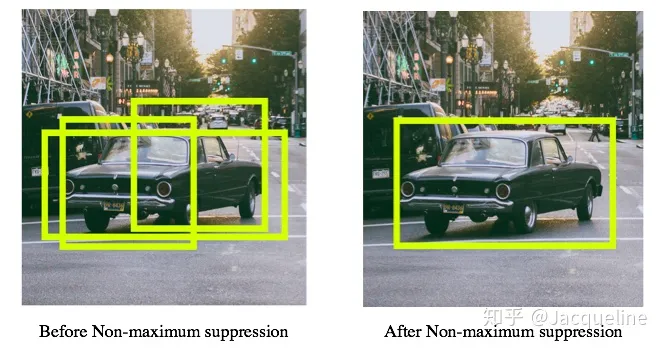 Before Non-maximum suppression
After Non-maximum suppression
知乎 @Jacqueline